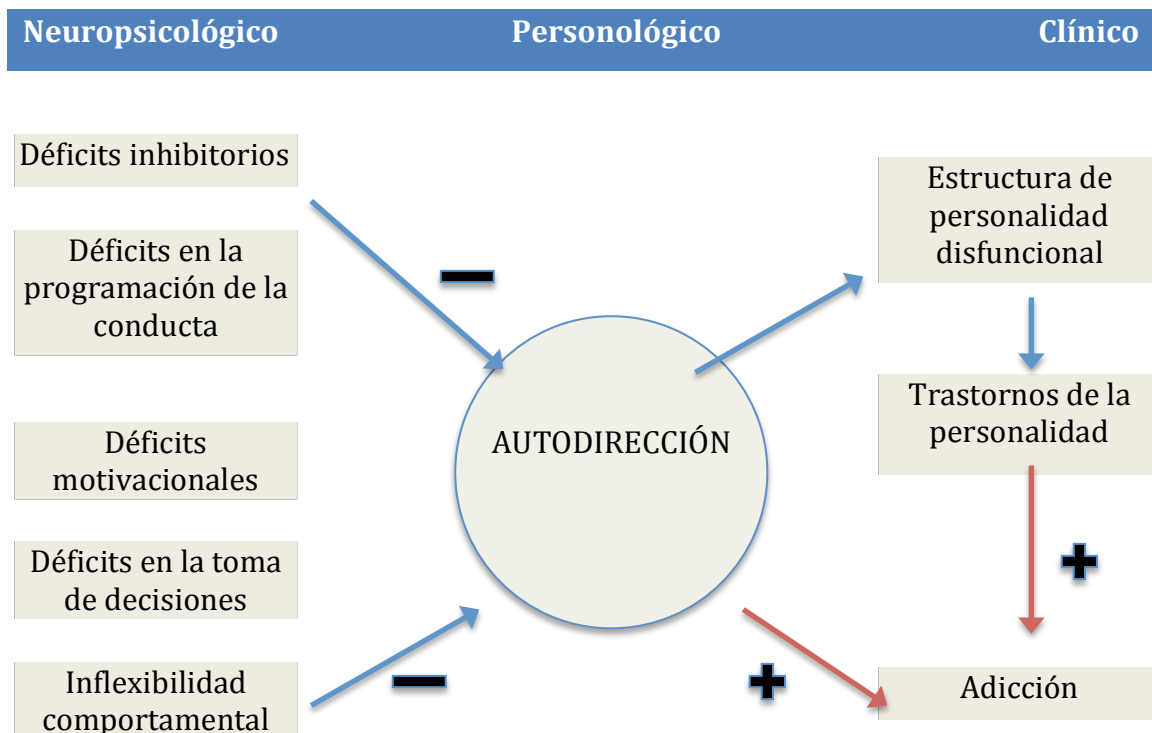 Neuropsicológico Personológico Clínico
Déficits inhibitorios
Déficits en la
programación de la
conducta
Déficits
motivacionales
Déficits en la toma
de decisiones
Inflexibilidad
comportamental
AUTODIRECCIÓN
Estructura de
personalidad
disfuncional
Trastornos de la
personalidad
Adicción